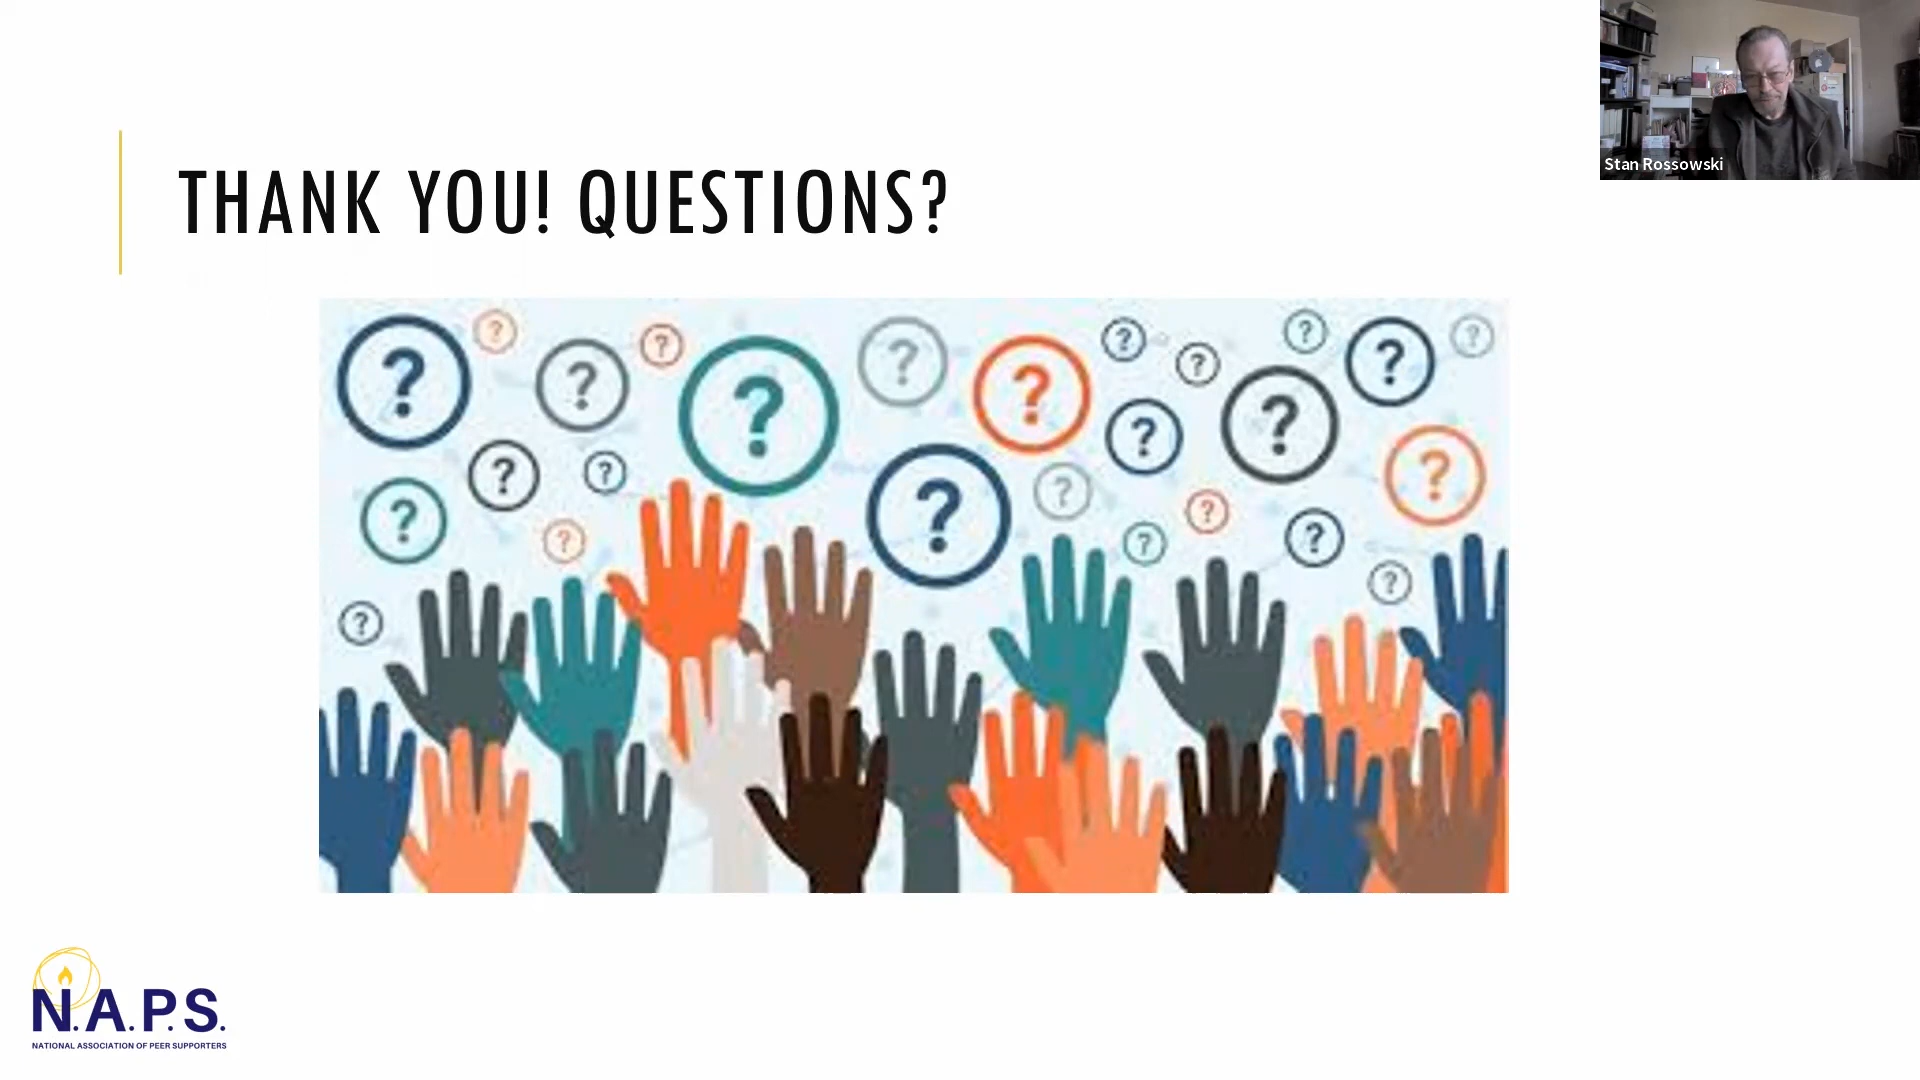 Stan Rossowski
THANK YOU! QUESTIONS?
? ? ? ? ? ? ? ? ? ? ? ?
? ? ? ? ? ? ? ? ? ? ? ? ? ? ?
N.A.P.S.
NATIONAL ASSOCIATION OF PEER SUPPORTERS